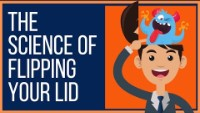 THE
SCIENCE OF
FLIPPING
YOUR LID